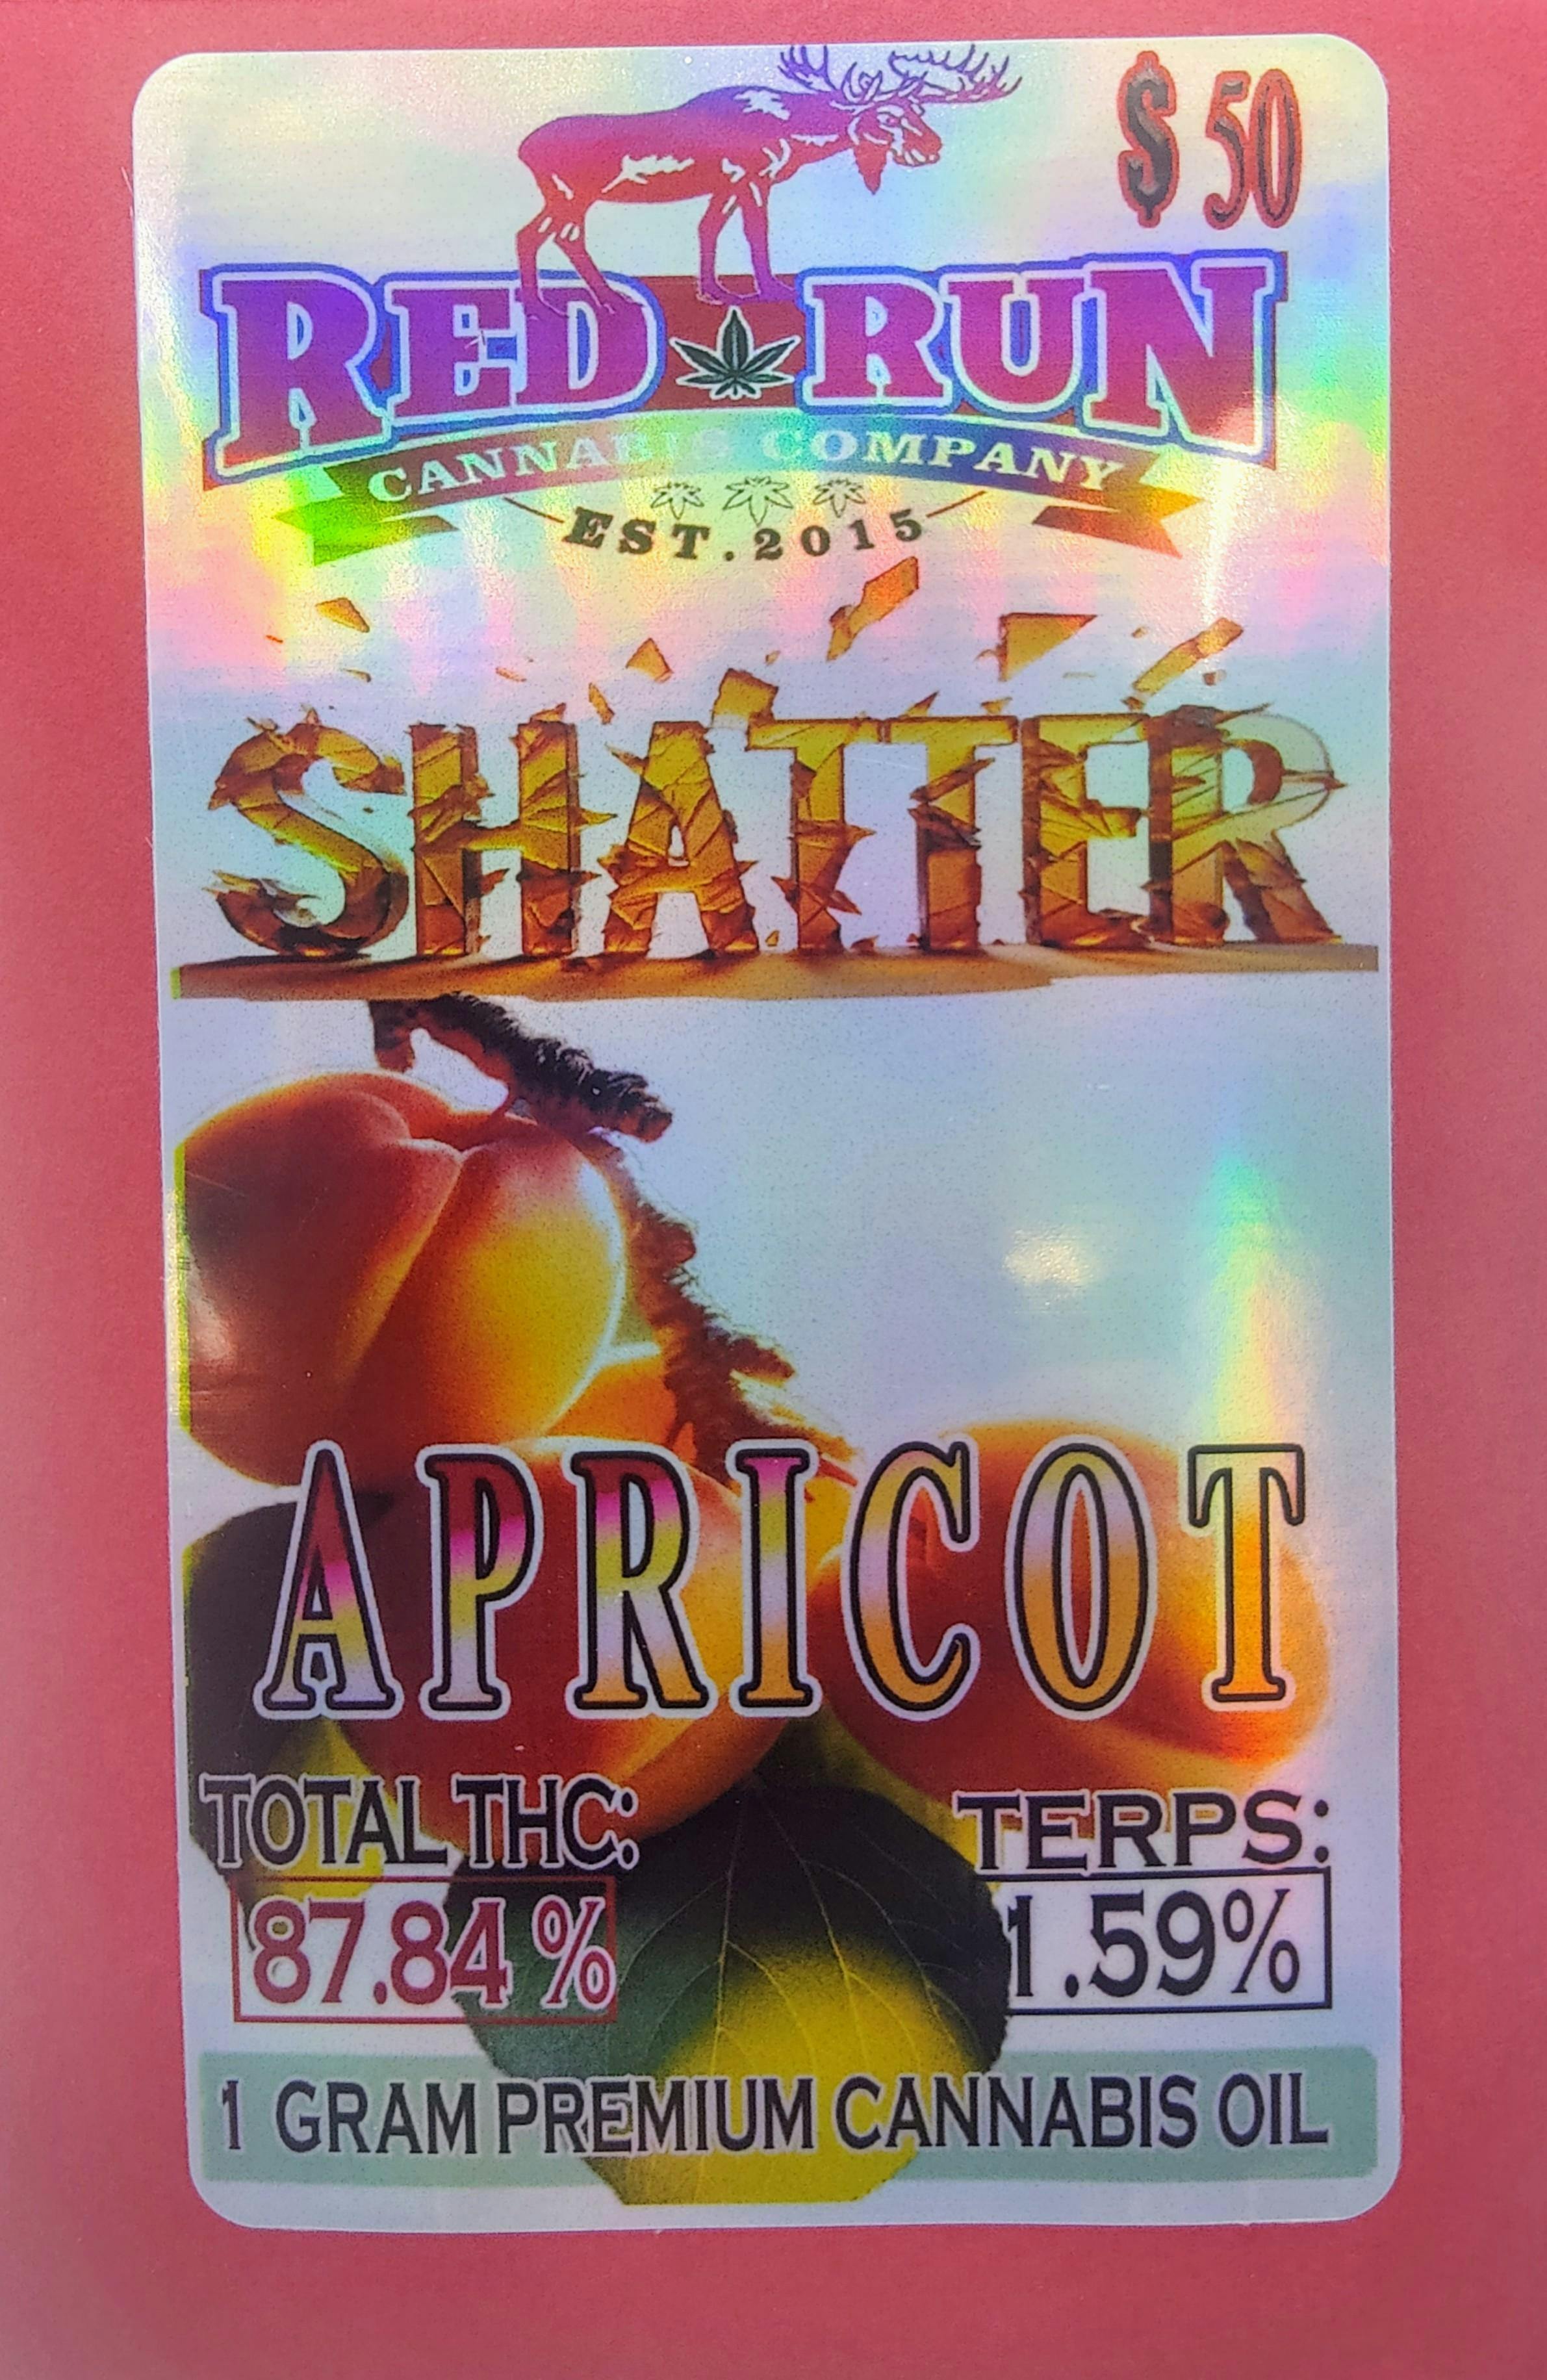 $ 50
RED RUN
CANNABIS COMPANY
EST. 2015
SHATTER
APRICOT
TOTAL THC: TERPS:
87.84 % 1.59%
1 GRAM PREMIUM CANNABIS OIL